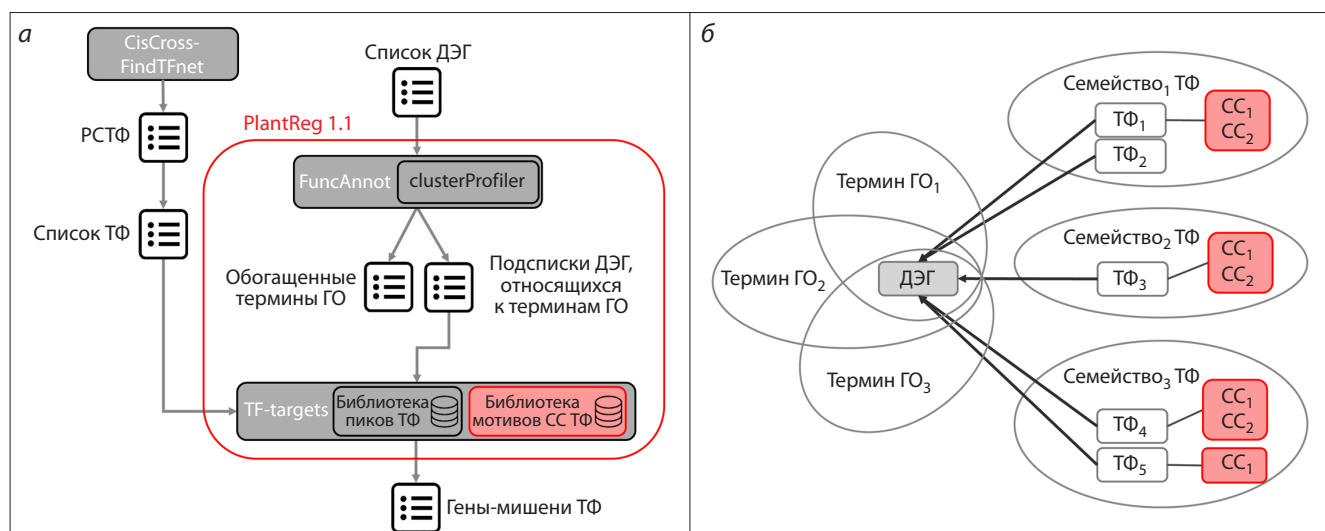 а
CisCross-
FindTFnet
Список ДЭГ
РСТФ
PlantReg 1.1
FuncAnnot
clusterProfiler
Список ТФ
Обогащенные
термины ГО
Подсписки ДЭГ,
относящихся
к терминам ГО
TF-targets
Библиотека
пиков ТФ
Библиотека
мотивов СС ТФ
Гены-мишени ТФ
б
Семейство₁ ТФ
ТФ₁
СС₁
СС₂
ТФ₂
Термин ГО₁
Семейство₂ ТФ
Термин ГО₂
ДЭГ
ТФ₃
СС₁
СС₂
Термин ГО₃
Семейство₃ ТФ
ТФ₄
СС₁
СС₂
ТФ₅
СС₁